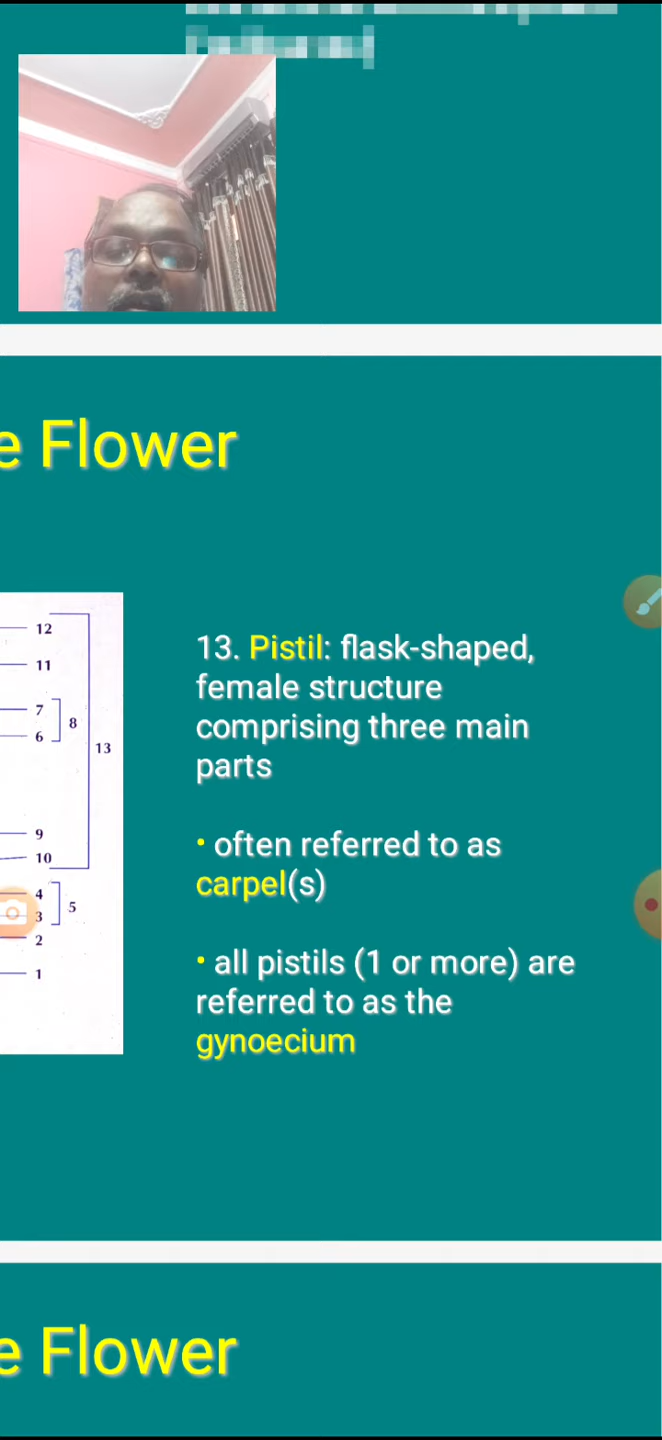 e Flower
12
11
7
8
6
13
9
10
4
5
3
2
1
13. Pistil: flask-shaped,
female structure
comprising three main
parts
• often referred to as
carpel(s)
• all pistils (1 or more) are
referred to as the
gynoecium
e Flower